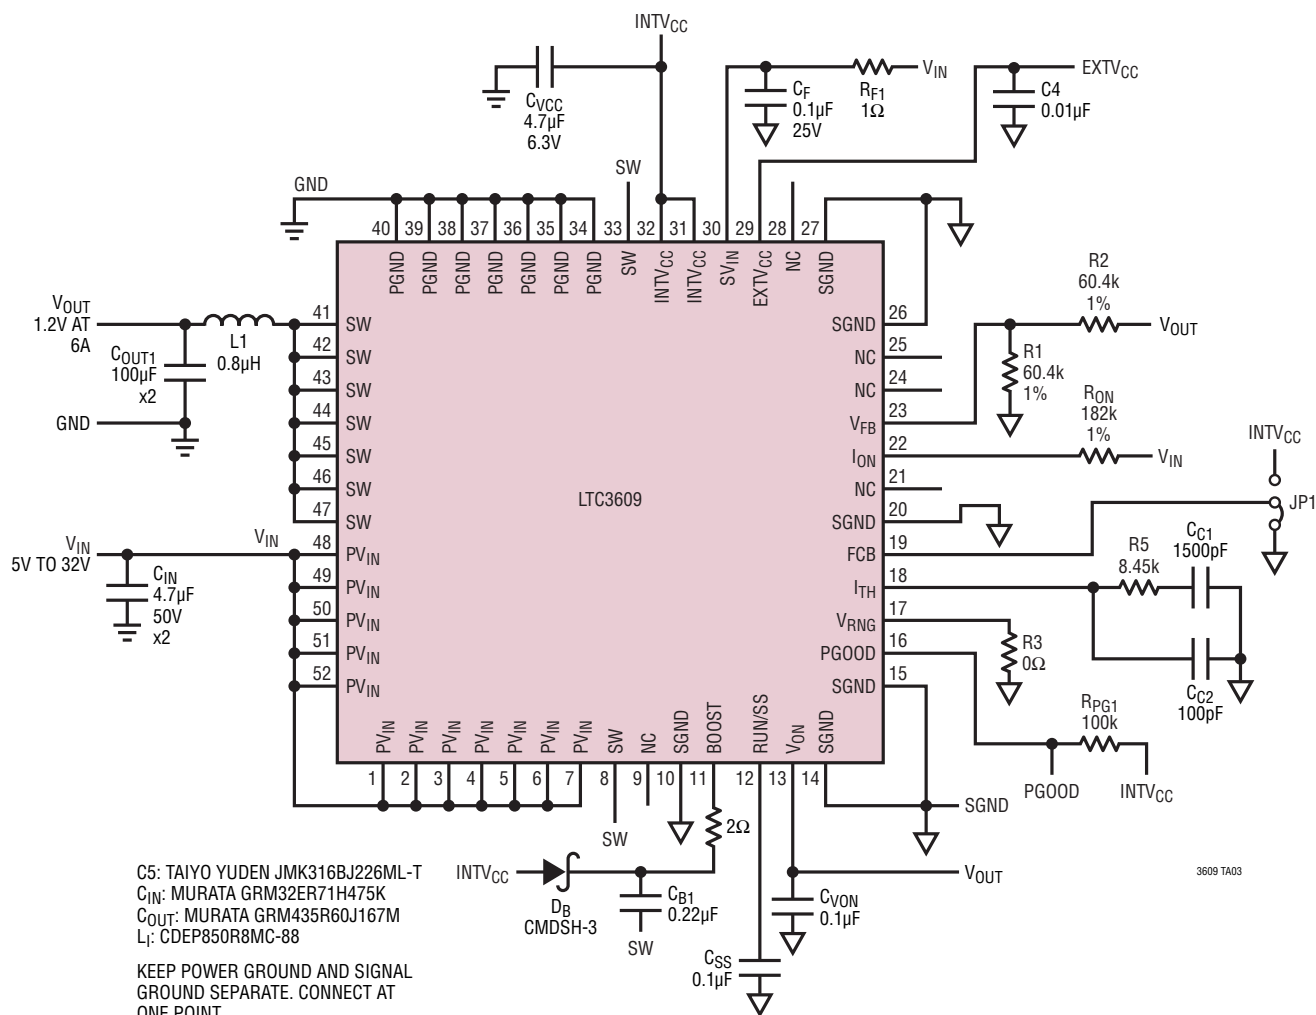 INTVCC
CVCC
4.7µF
6.3V
CF
0.1µF
25V
RF1
1Ω
VIN
EXTVCC
C4
0.01µF
GND
SW
40
39
38
37
36
35
34
33
32
31
30
29
28
27
PGND
PGND
PGND
PGND
PGND
PGND
PGND
SW
INTVCC
INTVCC
SVIN
EXTVCC
NC
SGND
VOUT
1.2V AT
6A
COUT1
100µF
x2
L1
0.8µH
GND
41 SW
42 SW
43 SW
44 SW
45 SW
46 SW
47 SW
48 PVIN
49 PVIN
50 PVIN
51 PVIN
52 PVIN
VIN
5V TO 32V
VIN
CIN
4.7µF
50V
x2
LTC3609
SGND 26
NC 25
NC 24
VFB 23
ION 22
NC 21
SGND 20
FCB 19
ITH 18
VRNG 17
PGOOD 16
SGND 15
R2
60.4k
1%
VOUT
R1
60.4k
1%
RON
182k
1%
VIN
INTVCC
JP1
R5
8.45k
CC1
1500pF
CC2
100pF
R3
0Ω
RPG1
100k
PGOOD
INTVCC
SGND
PVIN
PVIN
PVIN
PVIN
PVIN
PVIN
PVIN
SW
NC
SGND
BOOST
RUN/SS
VON
SGND
1
2
3
4
5
6
7
8
9
10
11
12
13
14
SW
2Ω
INTVCC
DB
CMDSH-3
CB1
0.22µF
SW
CSS
0.1µF
CVON
0.1µF
VOUT
3609 TA03
C5: TAIYO YUDEN JMK316BJ226ML-T
CIN: MURATA GRM32ER71H475K
COUT: MURATA GRM435R60J167M
LI: CDEP850R8MC-88
KEEP POWER GROUND AND SIGNAL
GROUND SEPARATE. CONNECT AT
ONE POINT